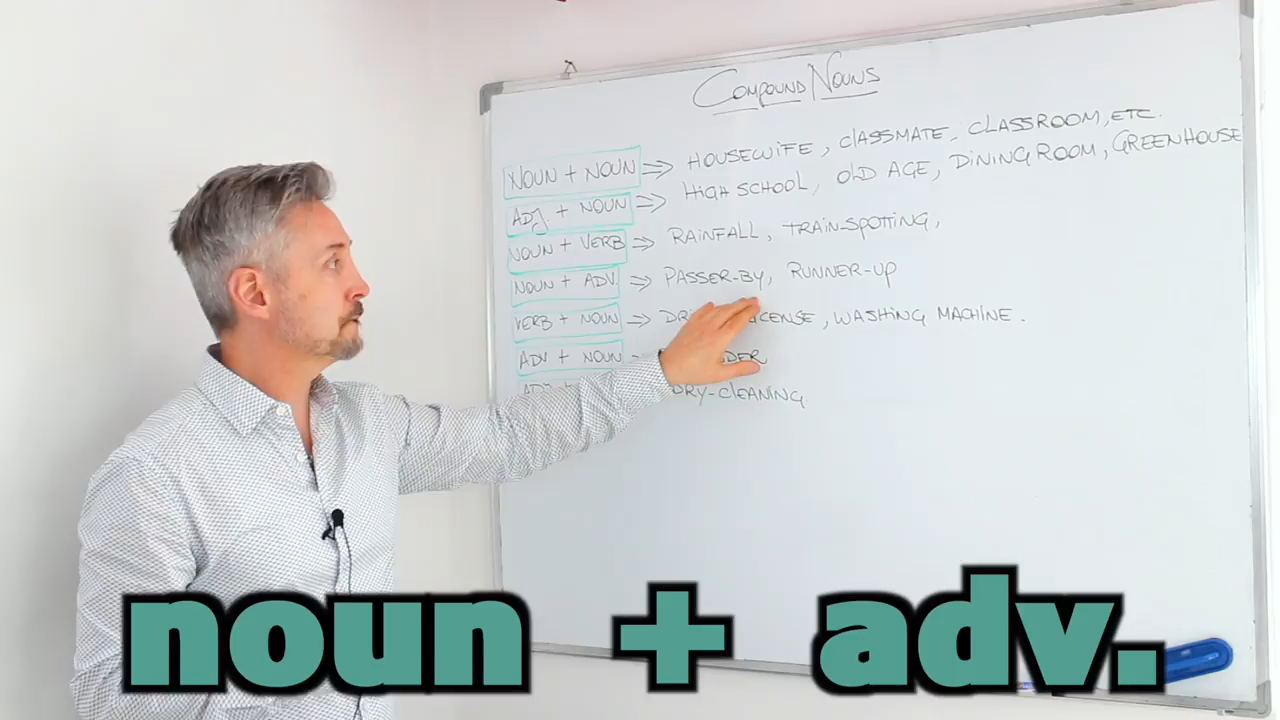 COMPOUND NOUNS
NOUN + NOUN ⇒ HOUSEWIFE, CLASSMATE, CLASSROOM, ETC.
ADJ. + NOUN ⇒ HIGH SCHOOL, OLD AGE, DINING ROOM, GREENHOUSE
NOUN + VERB ⇒ RAINFALL, TRAIN-SPOTTING,
NOUN + ADV. ⇒ PASSER-BY, RUNNER-UP
VERB + NOUN ⇒ WASHING MACHINE.
ADV + NOUN
DRY-CLEANING
noun + adv.